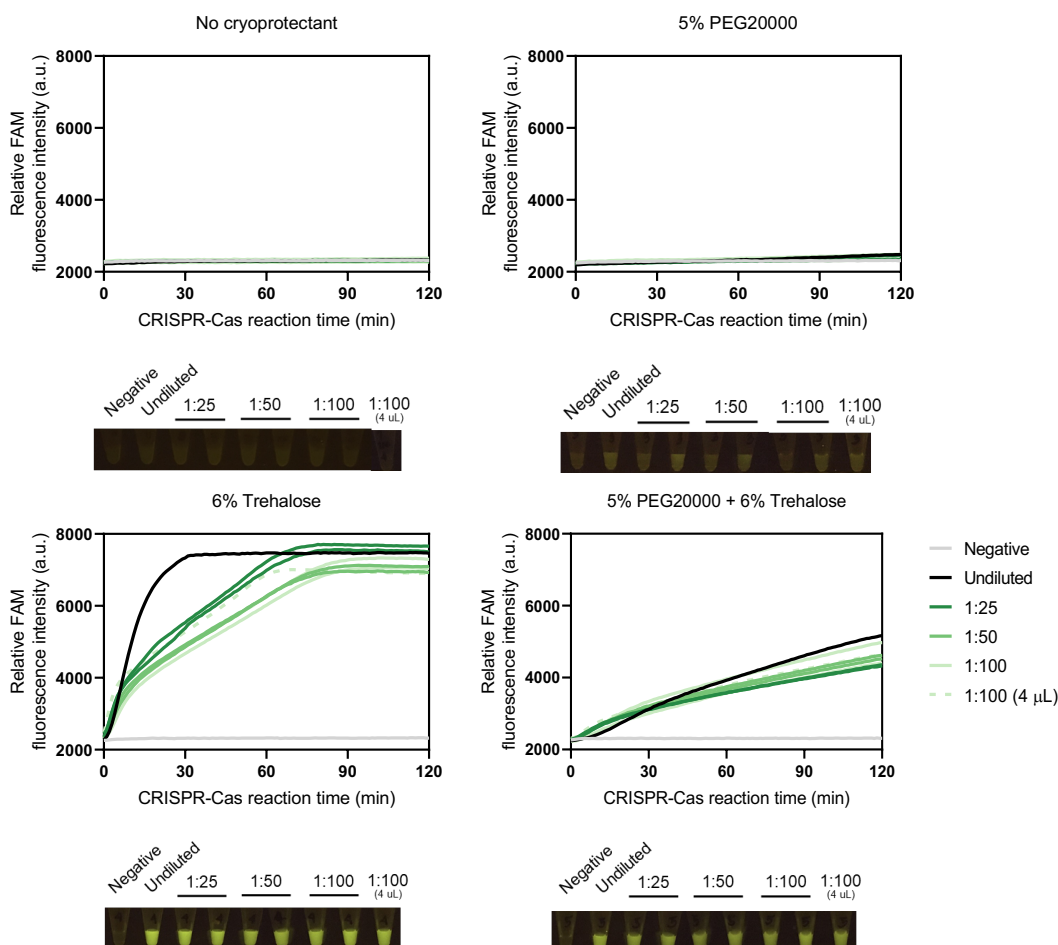 No cryoprotectant
Relative FAM
fluorescence intensity (a.u.)
8000
6000
4000
2000
0 30 60 90 120
CRISPR-Cas reaction time (min)
5% PEG20000
Relative FAM
fluorescence intensity (a.u.)
8000
6000
4000
2000
0 30 60 90 120
CRISPR-Cas reaction time (min)
Negative
Undiluted
1:25
1:50
1:100
1:100
(4 uL)
Negative
Undiluted
1:25
1:50
1:100
1:100
(4 uL)
6% Trehalose
Relative FAM
fluorescence intensity (a.u.)
8000
6000
4000
2000
0 30 60 90 120
CRISPR-Cas reaction time (min)
5% PEG20000 + 6% Trehalose
Relative FAM
fluorescence intensity (a.u.)
8000
6000
4000
2000
0 30 60 90 120
CRISPR-Cas reaction time (min)
Negative
Undiluted
1:25
1:50
1:100
1:100 (4 μL)
Negative
Undiluted
1:25
1:50
1:100
1:100
(4 uL)
Negative
Undiluted
1:25
1:50
1:100
1:100
(4 uL)